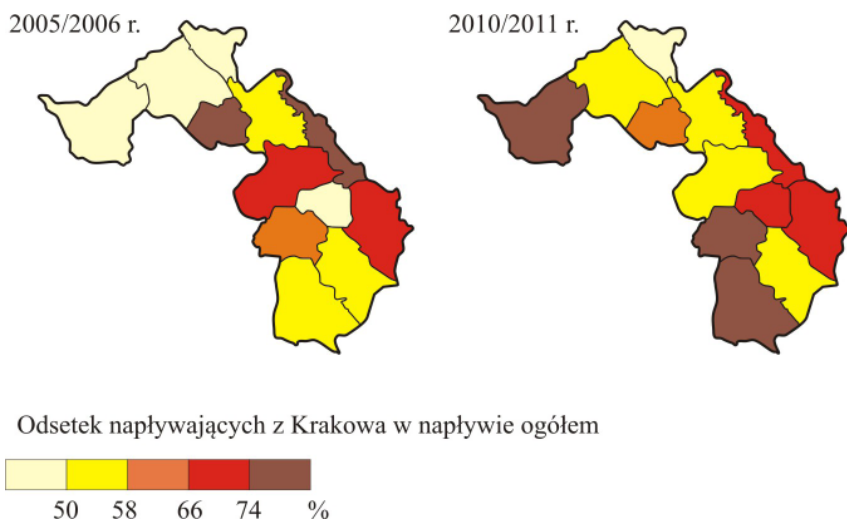 2005/2006 r.
2010/2011 r.
Odsetek napływających z Krakowa w napływie ogółem
50 58 66 74 %